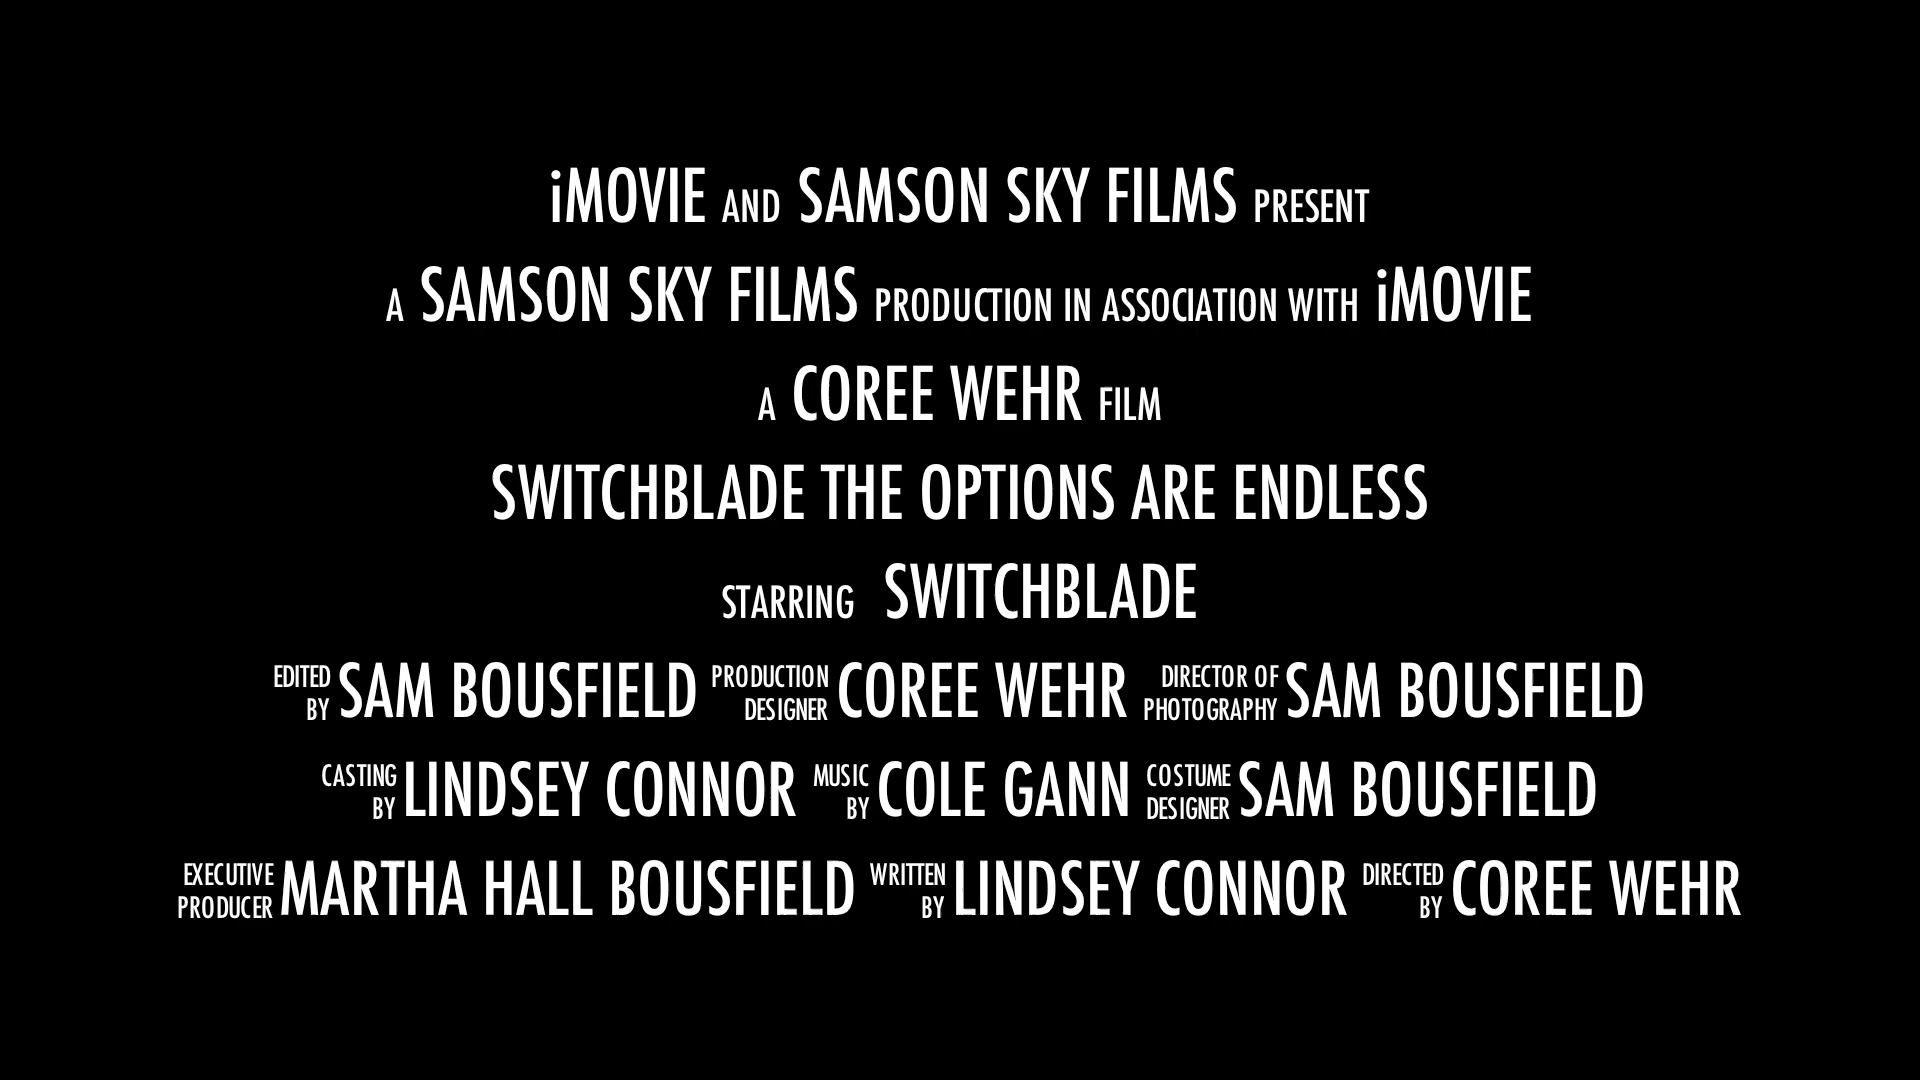 iMOVIE AND SAMSON SKY FILMS PRESENT
A SAMSON SKY FILMS PRODUCTION IN ASSOCIATION WITH iMOVIE
A COREE WEHR FILM
SWITCHBLADE THE OPTIONS ARE ENDLESS
STARRING SWITCHBLADE
EDITED BY SAM BOUSFIELD PRODUCTION DESIGNER COREE WEHR DIRECTOR OF PHOTOGRAPHY SAM BOUSFIELD
CASTING BY LINDSEY CONNOR MUSIC BY COLE GANN COSTUME DESIGNER SAM BOUSFIELD
EXECUTIVE PRODUCER MARTHA HALL BOUSFIELD WRITTEN BY LINDSEY CONNOR DIRECTED BY COREE WEHR